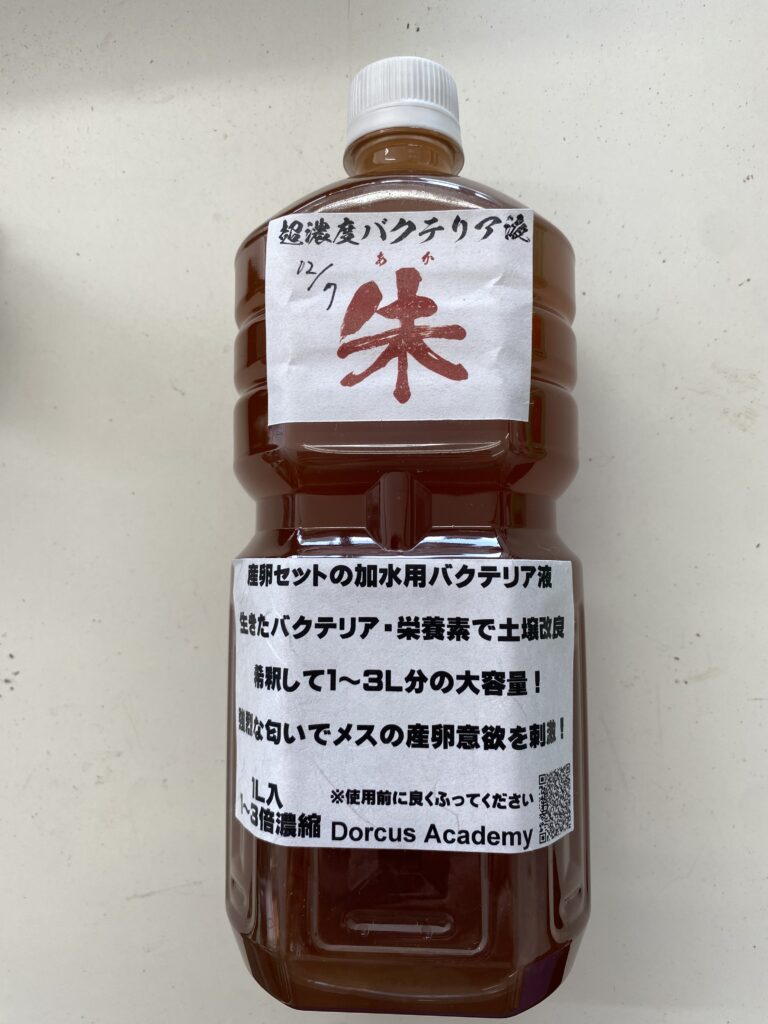 超濃度バクテリア液
12/7
あか
朱
産卵セットの加水用バクテリア液
生きたバクテリア・栄養素で土壌改良
希釈して1〜3L分の大容量！
強烈な匂いでメスの産卵意欲を刺激！
1L入
1〜3倍濃縮
※使用前に良くふってください
Dorcus Academy